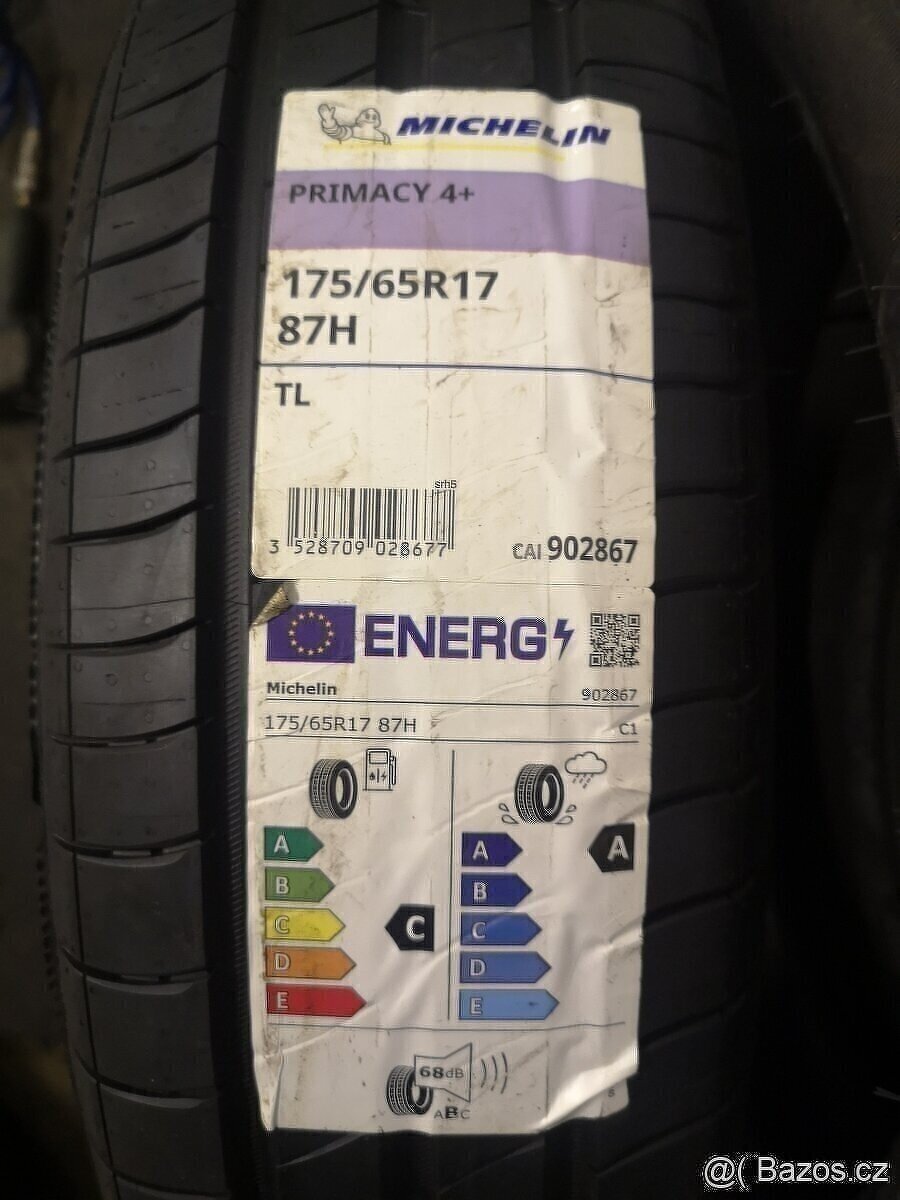 MICHELIN
PRIMACY 4+
175/65R17
87H
TL
srh5
3 528709 028677
CAI 902867
ENERG
Michelin 902867
175/65R17 87H C1
A A A
B B
C C C
D D
E E
68dB
ABC
@( Bazos.cz